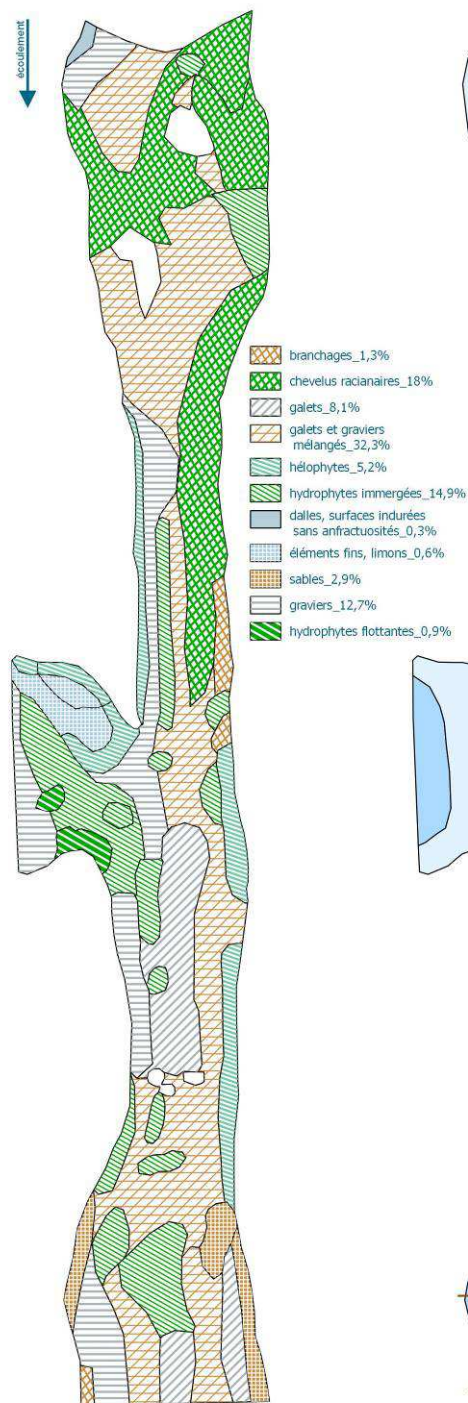 écoulement
branchages_1,3%
chevelus racianaires_18%
galets_8,1%
galets et graviers
mélangés_32,3%
hélophytes_5,2%
hydrophytes immergées_14,9%
dalles, surfaces indurées
sans anfractuosités_0,3%
éléments fins, limons_0,6%
sables_2,9%
graviers_12,7%
hydrophytes flottantes_0,9%